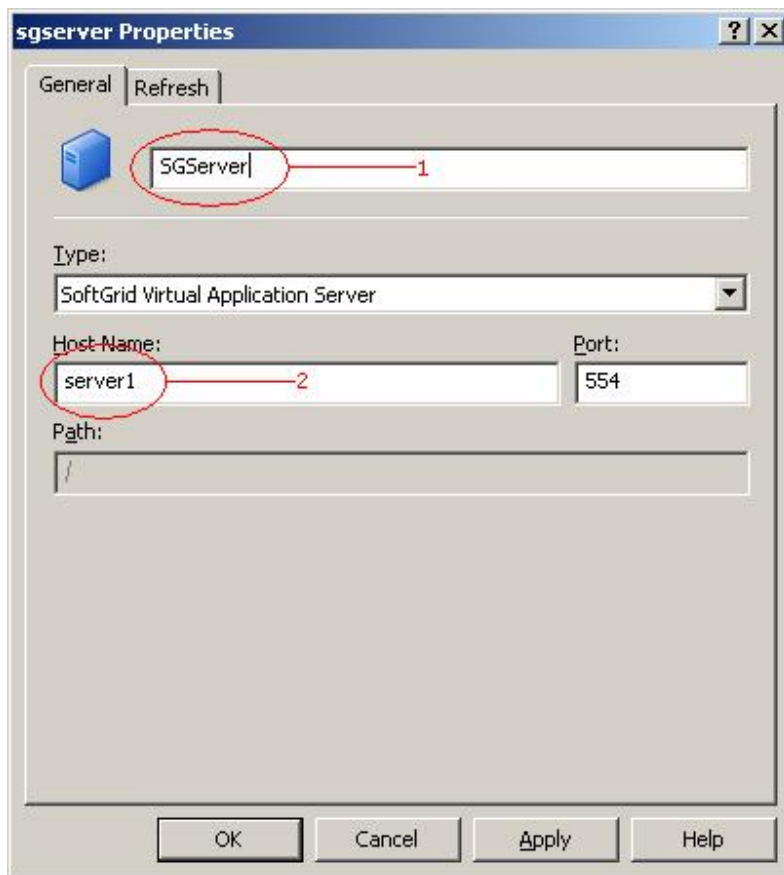 sgserver Properties
General Refresh
SGServer 1
Type:
SoftGrid Virtual Application Server
Host Name: Port:
server1 2 554
Path:
/
OK Cancel Apply Help